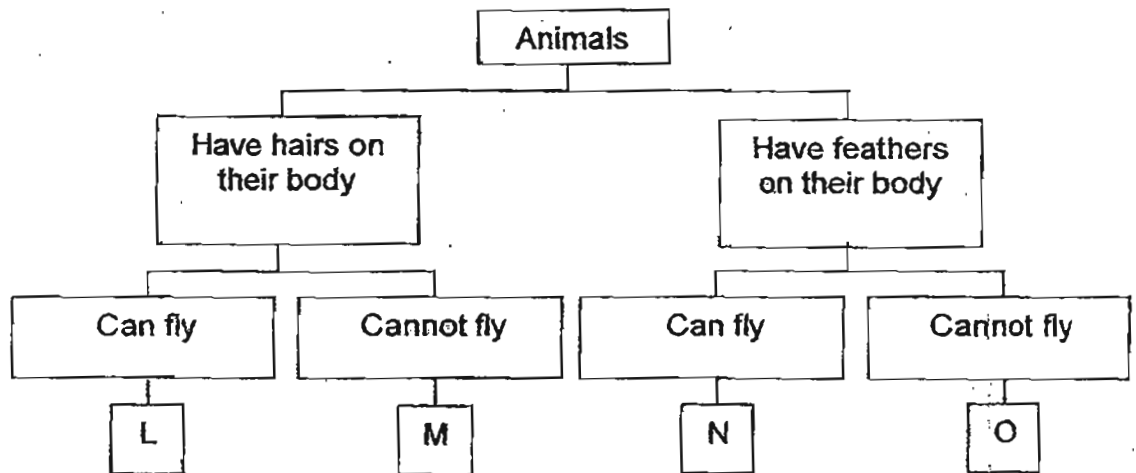 Animals
Have hairs on
their body
Have feathers
on their body
Can fly
Cannot fly
Can fly
Cannot fly
L
M
N
O